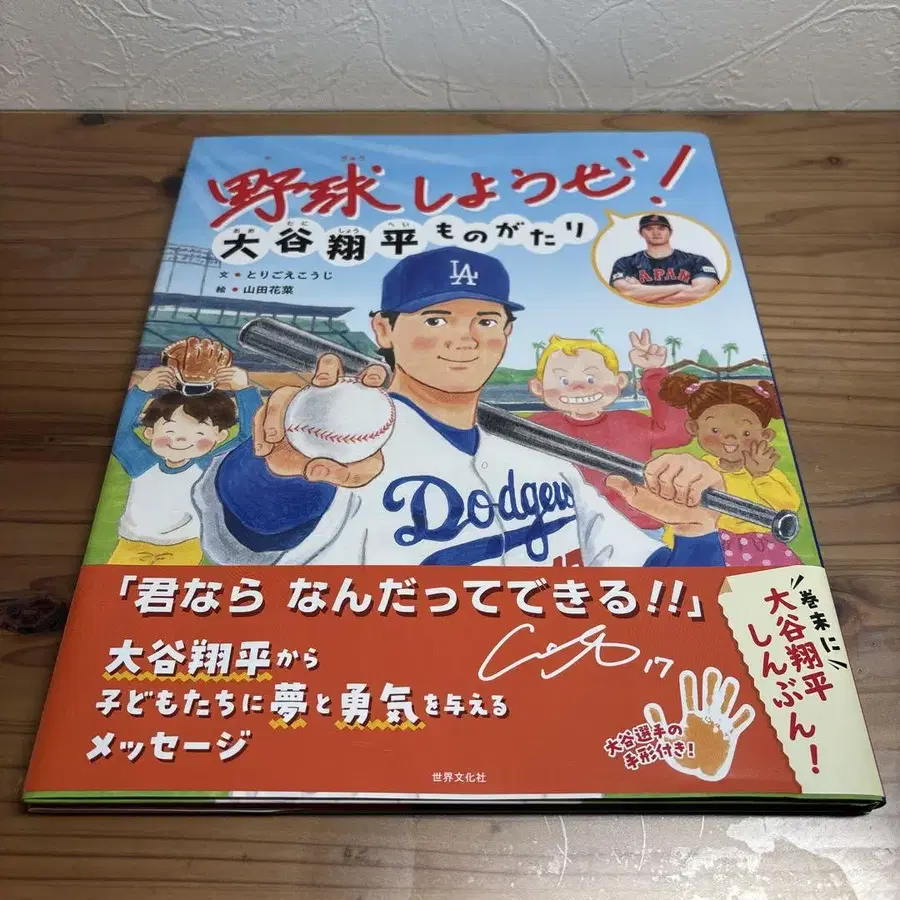 野球しようぜ!
大谷翔平ものがたり
文・とりごえこうじ
絵・山田花菜
JAPAN
LA
Dodgers
「君なら なんだってできる!!」
大谷翔平から
子どもたちに夢と勇気を与える
メッセージ
17
大谷選手の
手形付き!
巻末に
大谷翔平
しんぶん!
世界文化社